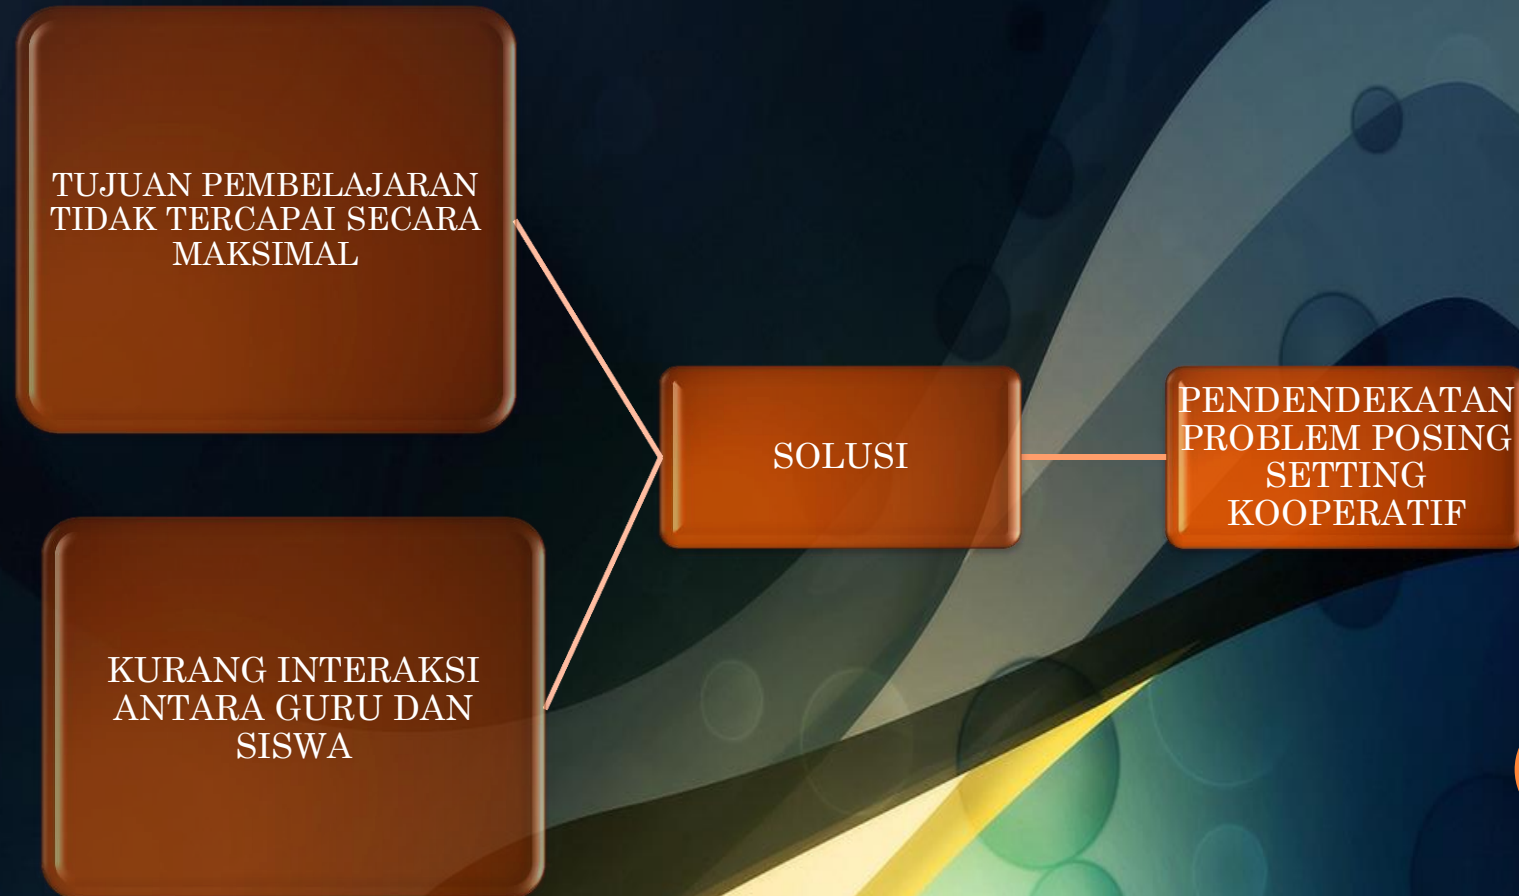 TUJUAN PEMBELAJARAN
TIDAK TERCAPAI SECARA
MAKSIMAL
KURANG INTERAKSI
ANTARA GURU DAN
SISWA
SOLUSI
PENDENDEKATAN
PROBLEM POSING
SETTING
KOOPERATIF